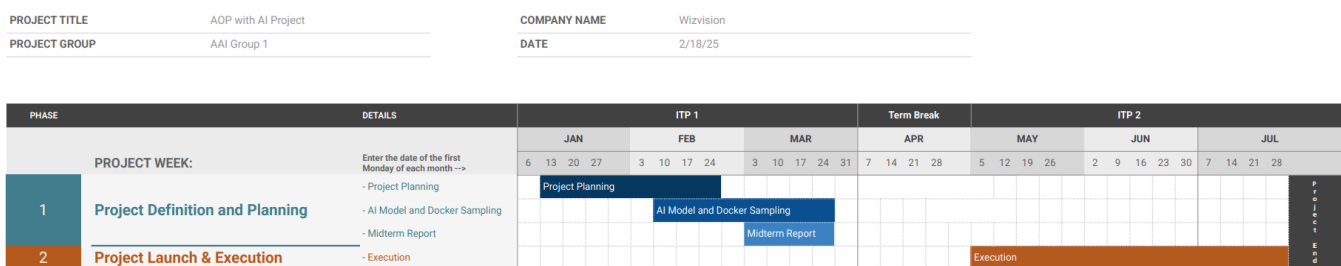 PROJECT TITLE AOP with AI Project COMPANY NAME Wizvision
PROJECT GROUP AAI Group 1 DATE 2/18/25
PHASE DETAILS ITP 1 Term Break ITP 2
JAN FEB MAR APR MAY JUN JUL
PROJECT WEEK: Enter the date of the first
Monday of each month -->
6 13 20 27 3 10 17 24 3 10 17 24 31 7 14 21 28 5 12 19 26 2 9 16 23 30 7 14 21 28
1 Project Definition and Planning
- Project Planning Project Planning
- AI Model and Docker Sampling AI Model and Docker Sampling
- Midterm Report Midterm Report
2 Project Launch & Execution - Execution Execution
Project End